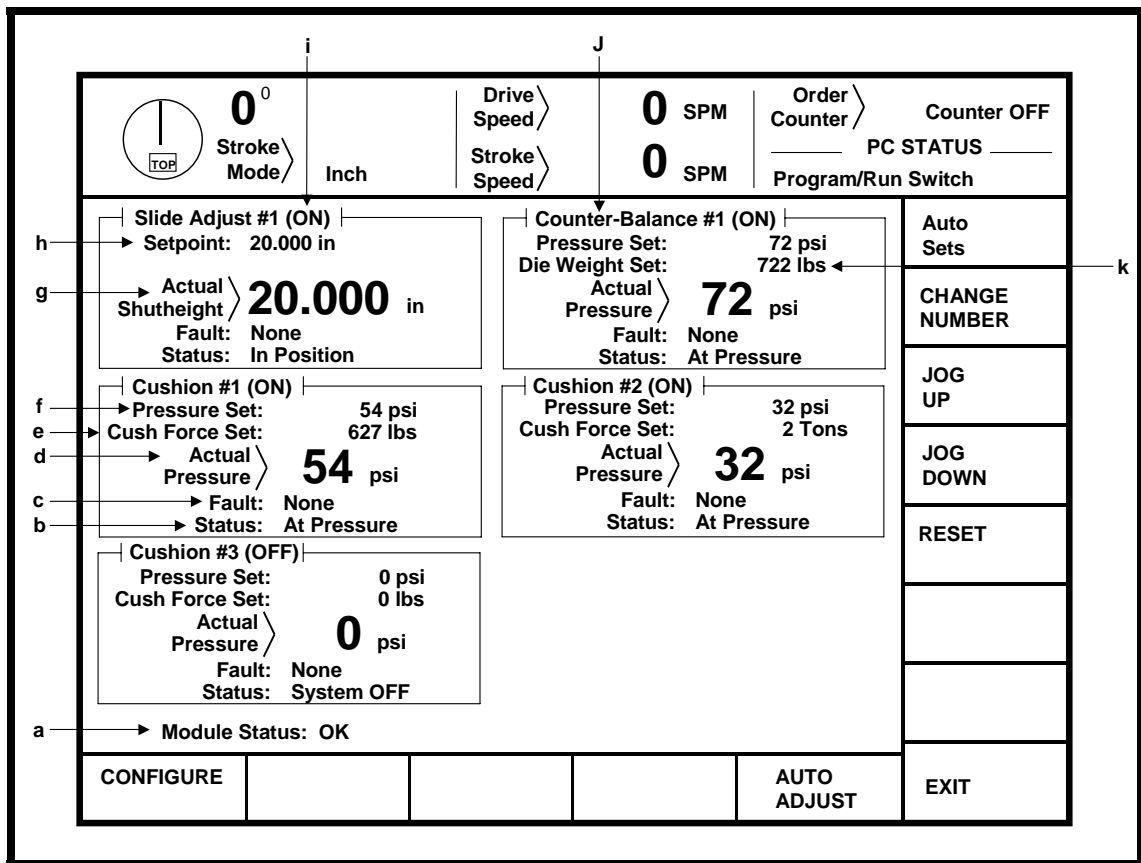 i
J
0 0
TOP
Stroke
Mode
Inch
Drive
Speed
0 SPM
Stroke
Speed
0 SPM
Order
Counter
Counter OFF
PC STATUS
Program/Run Switch
Slide Adjust #1 (ON)
h
Setpoint: 20.000 in
g
Actual
Shutheight
20.000 in
Fault: None
Status: In Position
Counter-Balance #1 (ON)
Pressure Set: 72 psi
Die Weight Set: 722 lbs
k
Actual
Pressure
72 psi
Fault: None
Status: At Pressure
Cushion #1 (ON)
f
Pressure Set: 54 psi
e
Cush Force Set: 627 lbs
d
Actual
Pressure
54 psi
c
Fault: None
b
Status: At Pressure
Cushion #2 (ON)
Pressure Set: 32 psi
Cush Force Set: 2 Tons
Actual
Pressure
32 psi
Fault: None
Status: At Pressure
Cushion #3 (OFF)
Pressure Set: 0 psi
Cush Force Set: 0 lbs
Actual
Pressure
0 psi
Fault: None
Status: System OFF
a
Module Status: OK
Auto
Sets
CHANGE
NUMBER
JOG
UP
JOG
DOWN
RESET
CONFIGURE
AUTO
ADJUST
EXIT